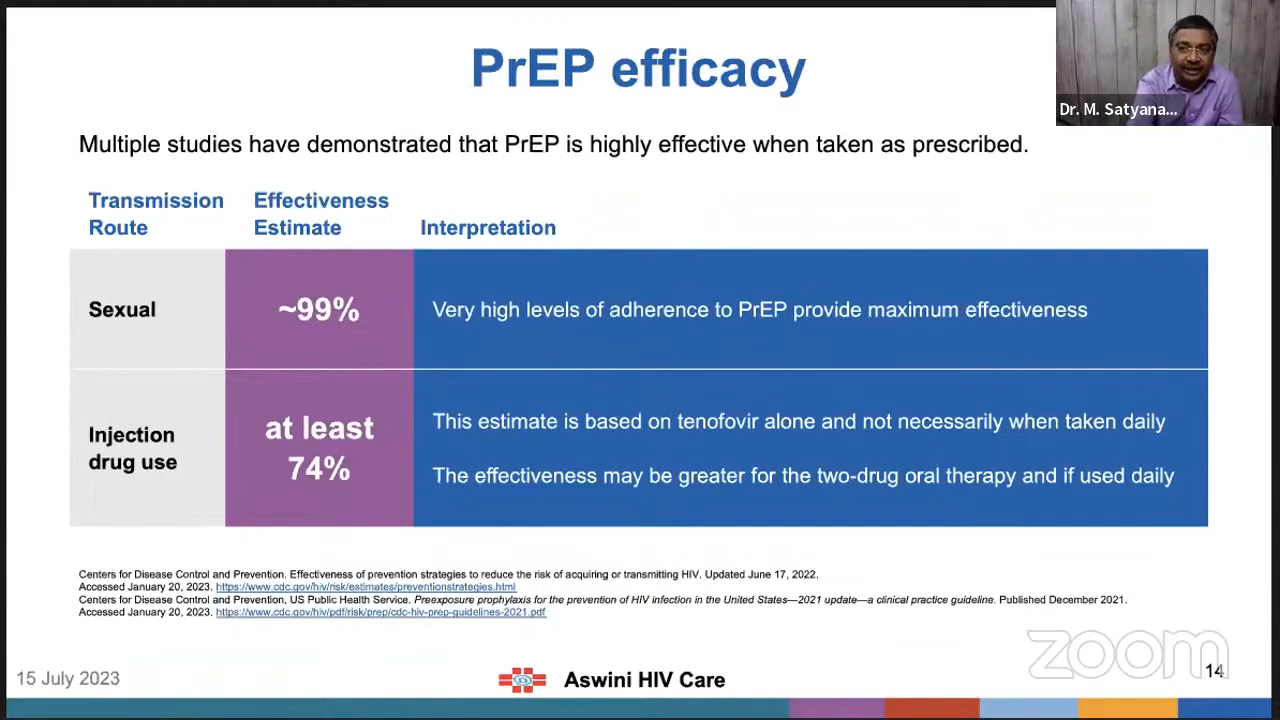 PrEP efficacy
Dr. M. Satyana...
Multiple studies have demonstrated that PrEP is highly effective when taken as prescribed.
Transmission Route
Effectiveness Estimate
Interpretation
Sexual
~99%
Very high levels of adherence to PrEP provide maximum effectiveness
Injection drug use
at least 74%
This estimate is based on tenofovir alone and not necessarily when taken daily
The effectiveness may be greater for the two-drug oral therapy and if used daily
Centers for Disease Control and Prevention. Effectiveness of prevention strategies to reduce the risk of acquiring or transmitting HIV. Updated June 17, 2022.
Accessed January 20, 2023. https://www.cdc.gov/hiv/risk/estimates/preventionstrategies.html
Centers for Disease Control and Prevention, US Public Health Service. Preexposure prophylaxis for the prevention of HIV infection in the United States—2021 update—a clinical practice guideline. Published December 2021.
Accessed January 20, 2023. https://www.cdc.gov/hiv/pdf/risk/prep/cdc-hiv-prep-guidelines-2021.pdf
zoom
15 July 2023
Aswini HIV Care
14